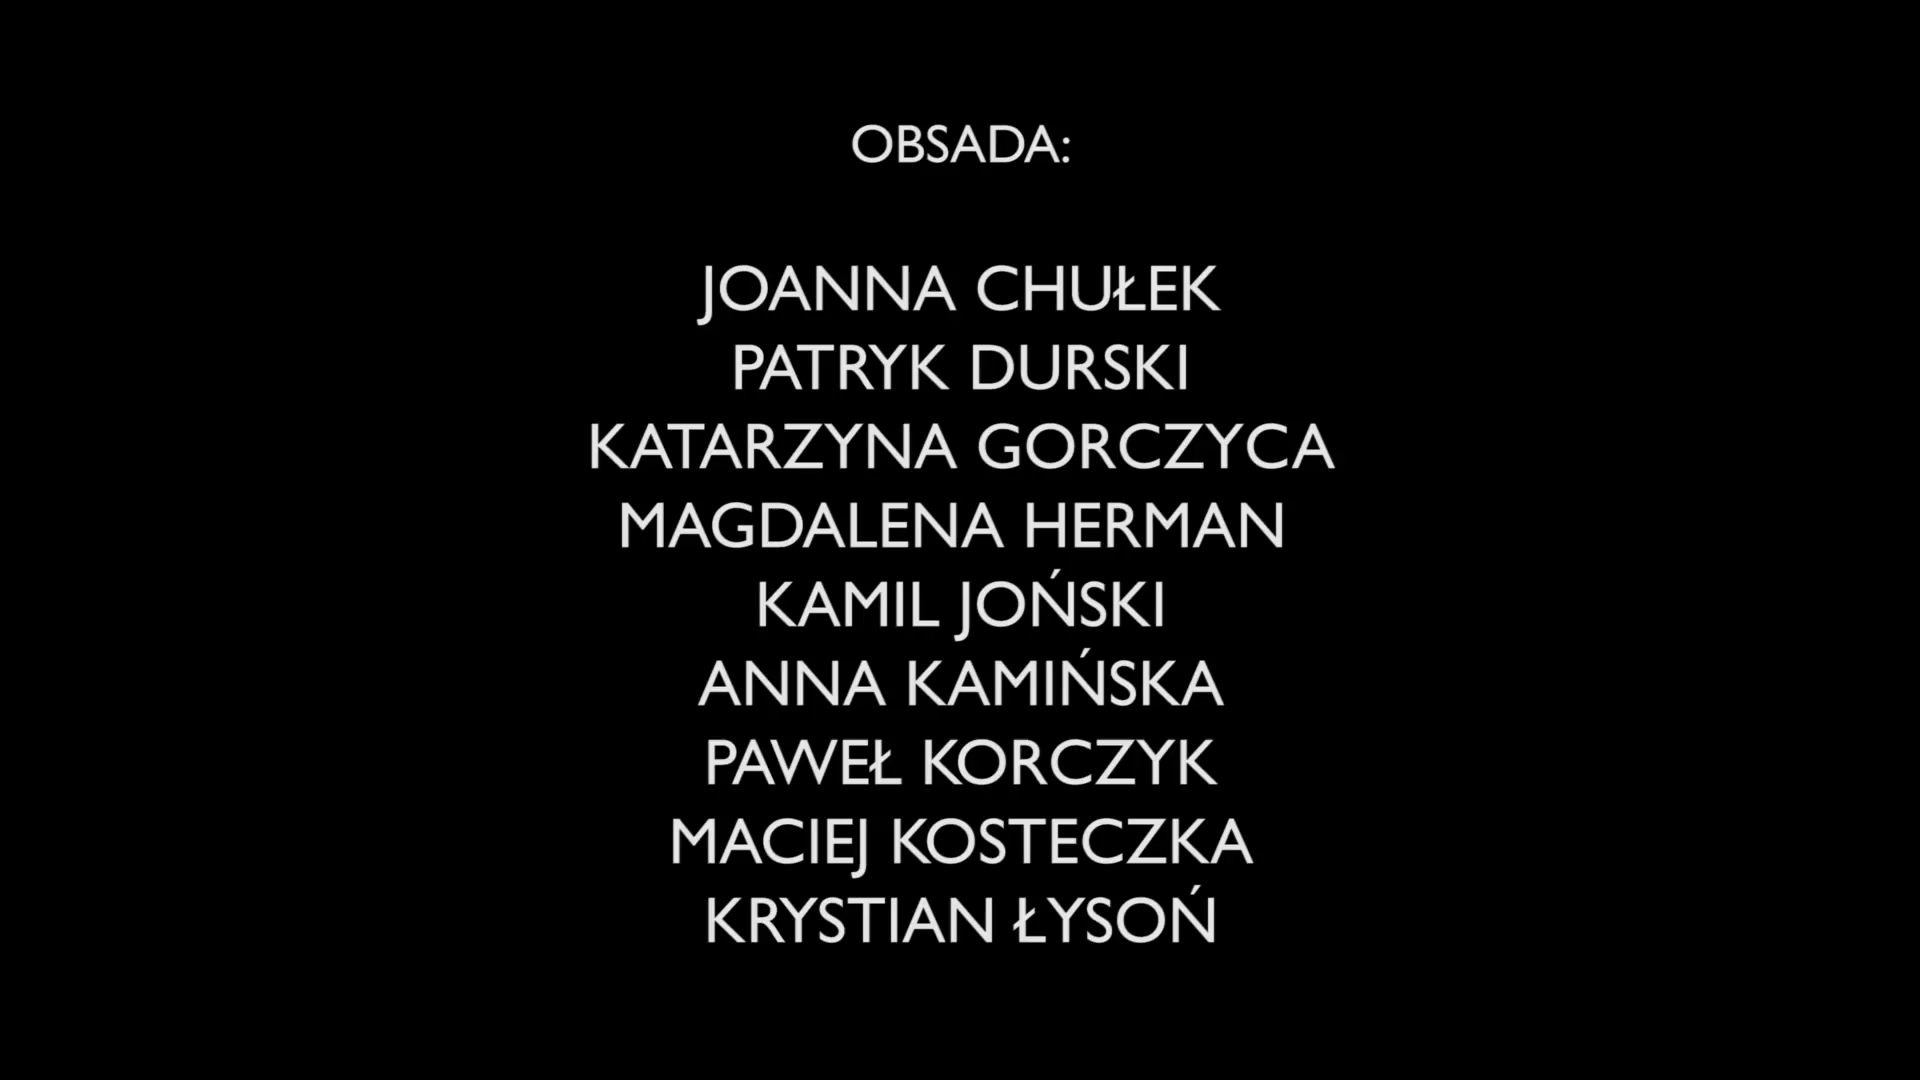 OBSADA:
JOANNA CHUŁEK
PATRYK DURSKI
KATARZYNA GORCZYCA
MAGDALENA HERMAN
KAMIL JOŃSKI
ANNA KAMIŃSKA
PAWEŁ KORCZYK
MACIEJ KOSTECZKA
KRYSTIAN ŁYSOŃ